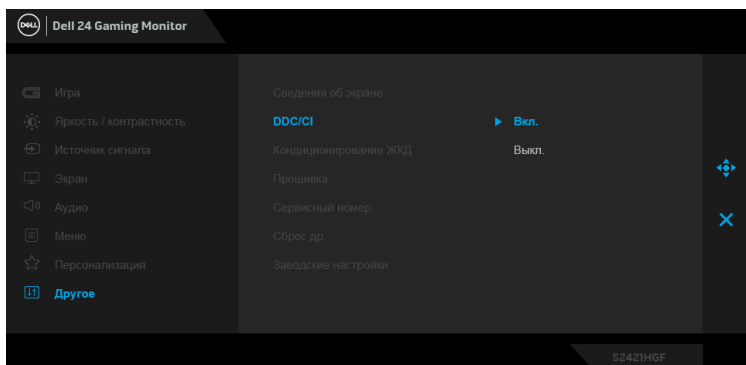 DELL
Dell 24 Gaming Monitor
Игра
Яркость / контрастность
Источник сигнала
Экран
Аудио
Меню
Персонализация
Другое
Сведения об экране
DDC/CI
Вкл.
Кондиционирование ЖКД
Выкл.
Прошивка
Сервисный номер
Сброс др.
Заводские настройки
S2421HGF